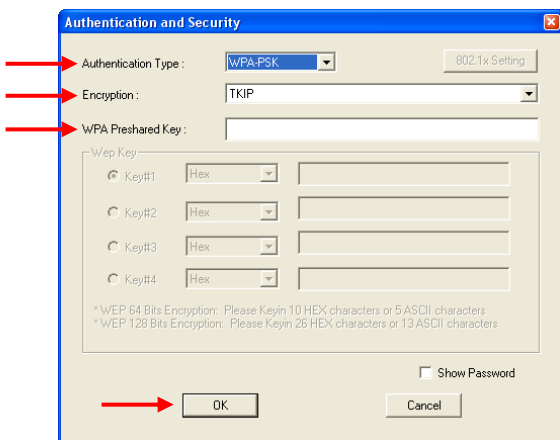 Authentication and Security
Authentication Type : WPA-PSK 802.1x Setting
Encryption : TKIP
WPA Preshared Key :
Wep Key
Key#1 Hex
Key#2 Hex
Key#3 Hex
Key#4 Hex
* WEP 64 Bits Encryption: Please Keyin 10 HEX characters or 5 ASCII characters
* WEP 128 Bits Encryption: Please Keyin 26 HEX characters or 13 ASCII characters
Show Password
OK Cancel